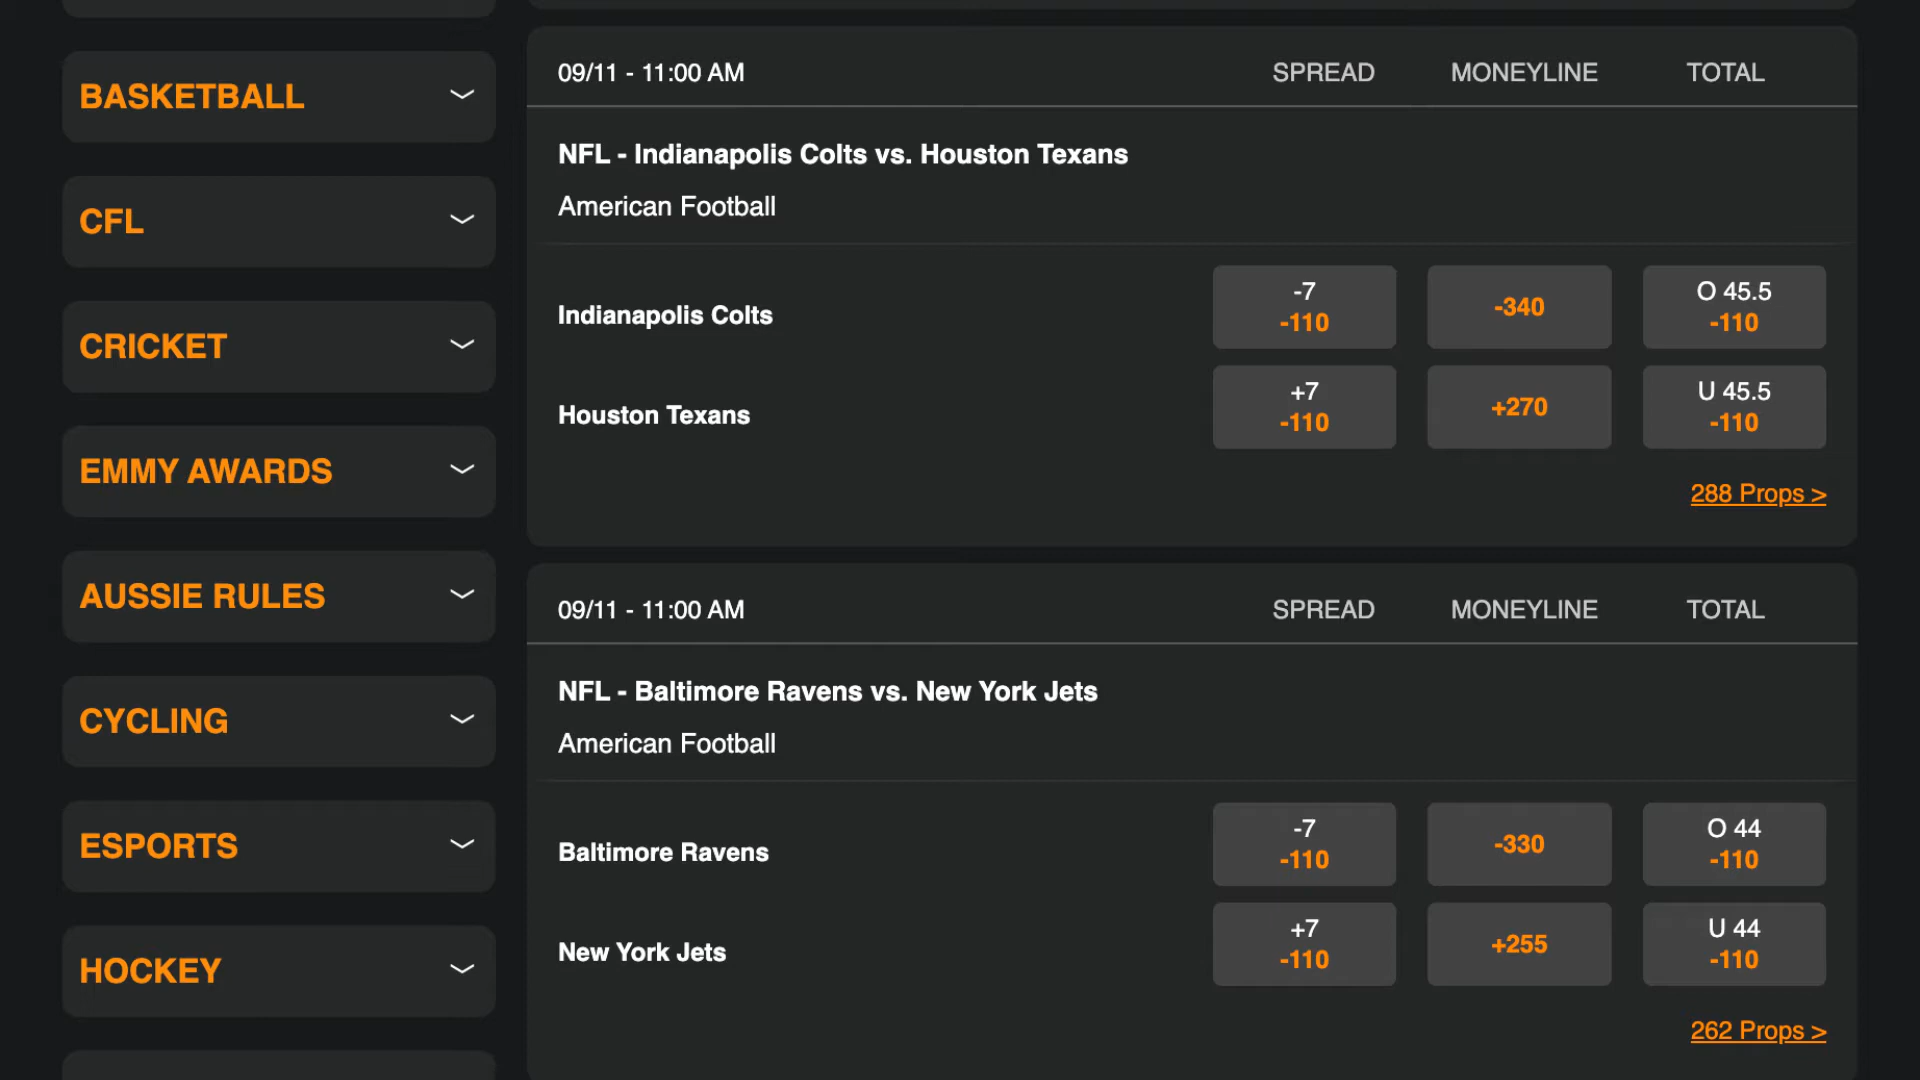 BASKETBALL
CFL
CRICKET
EMMY AWARDS
AUSSIE RULES
CYCLING
ESPORTS
HOCKEY
09/11 - 11:00 AM SPREAD MONEYLINE TOTAL
NFL - Indianapolis Colts vs. Houston Texans
American Football
Indianapolis Colts
-7
-110
-340
O 45.5
-110
Houston Texans
+7
-110
+270
U 45.5
-110
288 Props >
09/11 - 11:00 AM SPREAD MONEYLINE TOTAL
NFL - Baltimore Ravens vs. New York Jets
American Football
Baltimore Ravens
-7
-110
-330
O 44
-110
New York Jets
+7
-110
+255
U 44
-110
262 Props >